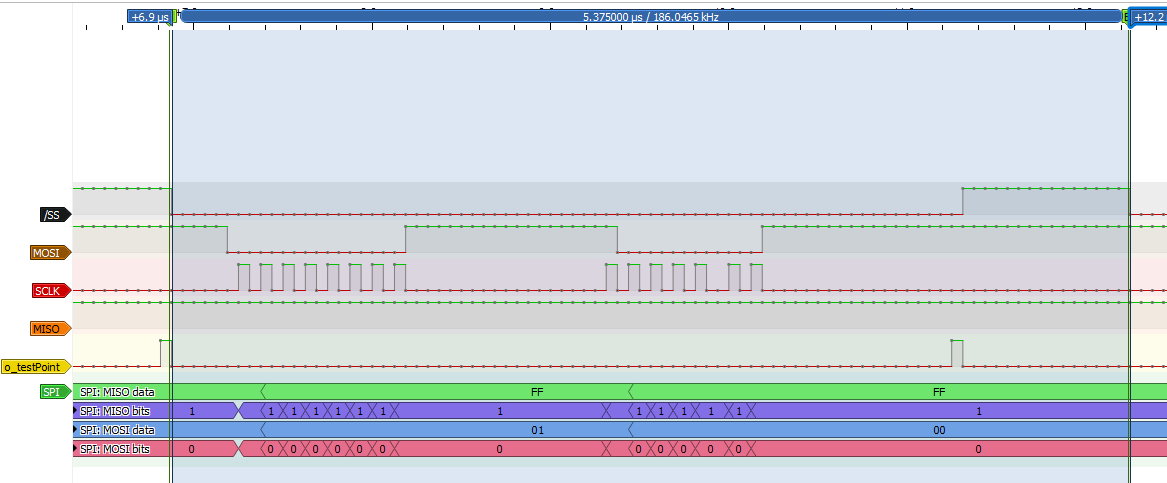 +6.9 µs
5.375000 µs / 186.0465 kHz
+12.2
/SS
MOSI
SCLK
MISO
o_testPoint
SPI
SPI: MISO data FF FF
SPI: MISO bits 1 1 1 1 1 1 1 1 1 1 1 1 1 1
SPI: MOSI data 01 00
SPI: MOSI bits 0 0 0 0 0 0 0 0 0 0 0 0 0 0